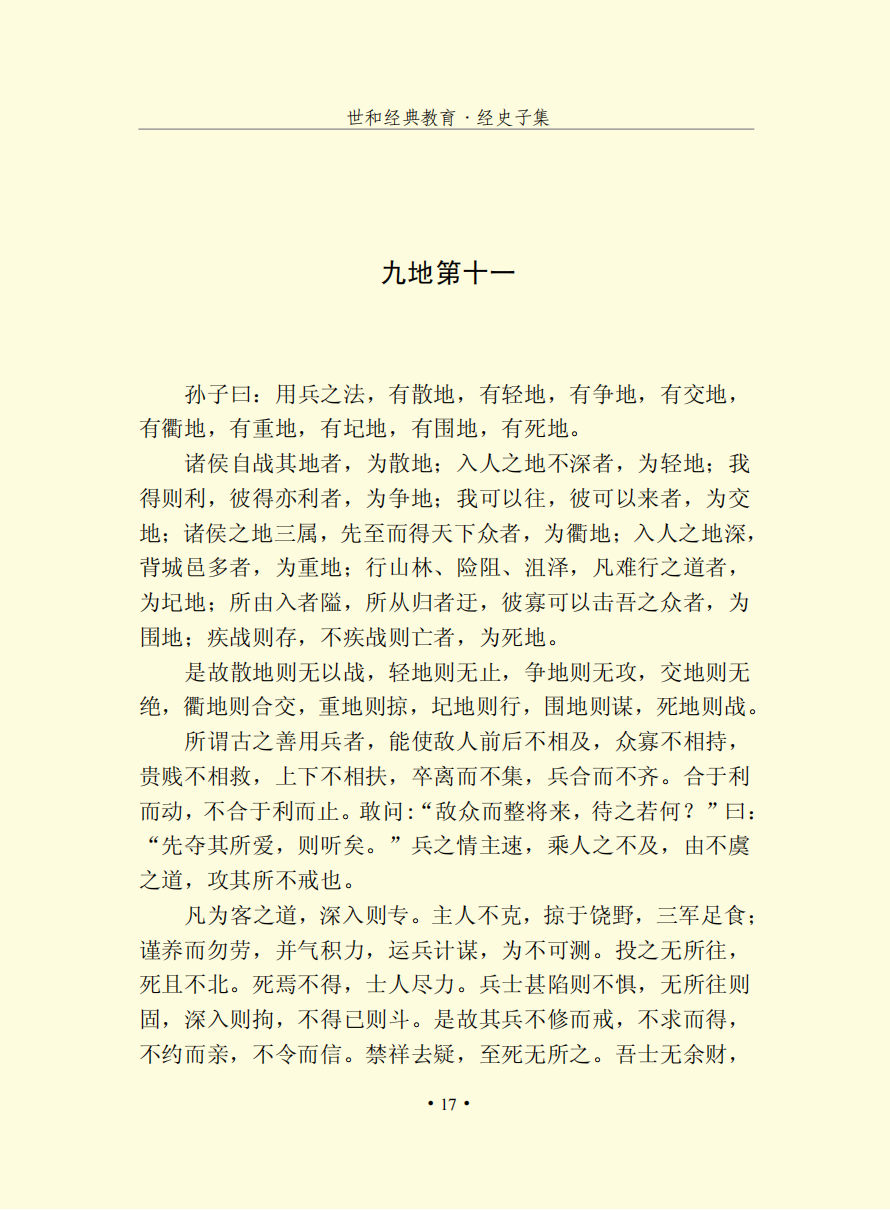 世和经典教育·经史子集
九地第十一
孙子曰：用兵之法，有散地，有轻地，有争地，有交地，
有衢地，有重地，有圮地，有围地，有死地。
诸侯自战其地者，为散地；入人之地不深者，为轻地；我
得则利，彼得亦利者，为争地；我可以往，彼可以来者，为交
地；诸侯之地三属，先至而得天下众者，为衢地；入人之地深，
背城邑多者，为重地；行山林、险阻、沮泽，凡难行之道者，
为圮地；所由入者隘，所从归者迂，彼寡可以击吾之众者，为
围地；疾战则存，不疾战则亡者，为死地。
是故散地则无以战，轻地则无止，争地则无攻，交地则无
绝，衢地则合交，重地则掠，圮地则行，围地则谋，死地则战。
所谓古之善用兵者，能使敌人前后不相及，众寡不相持，
贵贱不相救，上下不相扶，卒离而不集，兵合而不齐。合于利
而动，不合于利而止。敢问：“敌众而整将来，待之若何？”曰：
“先夺其所爱，则听矣。”兵之情主速，乘人之不及，由不虞
之道，攻其所不戒也。
凡为客之道，深入则专。主人不克，掠于饶野，三军足食；
谨养而勿劳，并气积力，运兵计谋，为不可测。投之无所往，
死且不北。死焉不得，士人尽力。兵士甚陷则不惧，无所往则
固，深入则拘，不得已则斗。是故其兵不修而戒，不求而得，
不约而亲，不令而信。禁祥去疑，至死无所之。吾士无余财，
•17•